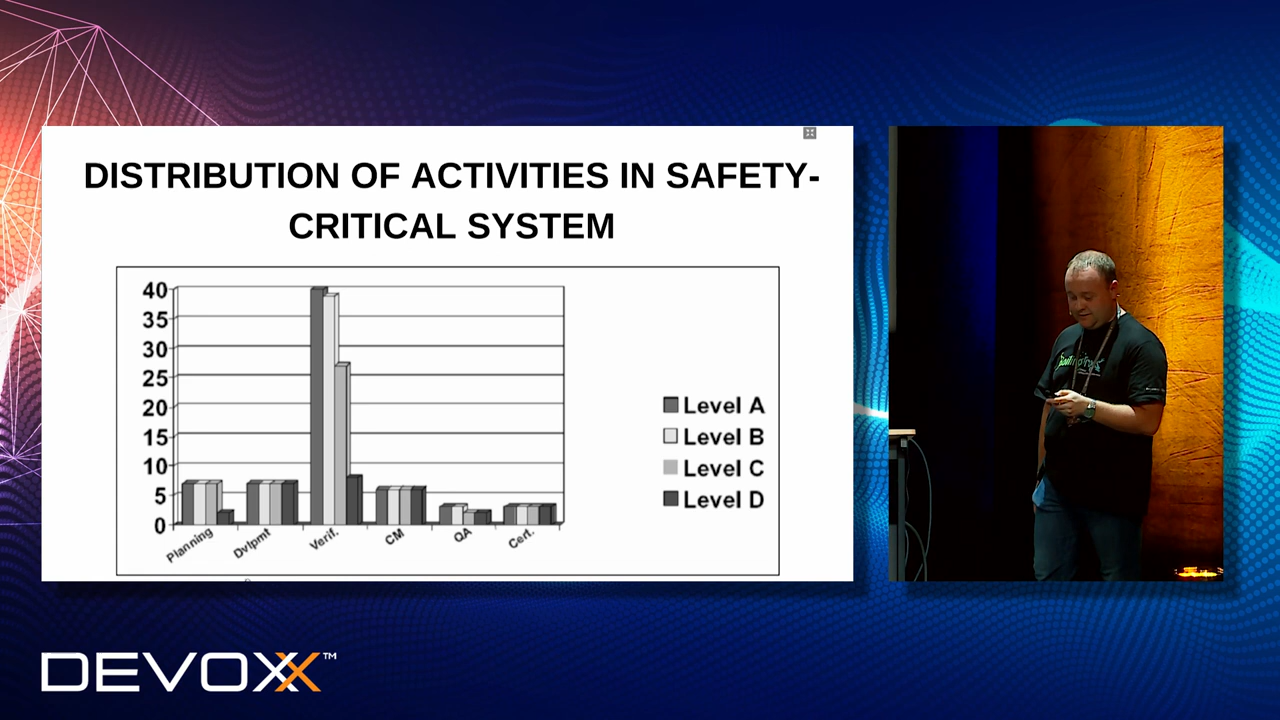 DISTRIBUTION OF ACTIVITIES IN SAFETY-
CRITICAL SYSTEM
40
35
30
25
20
15
10
5
0
Planning
Dvlpmt
Verif.
CM
QA
Cert.
Level A
Level B
Level C
Level D
DEVOXX™